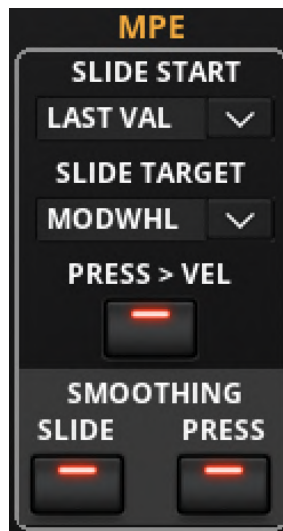 MPE
SLIDE START
LAST VAL
SLIDE TARGET
MODWHL
PRESS > VEL
SMOOTHING
SLIDE PRESS